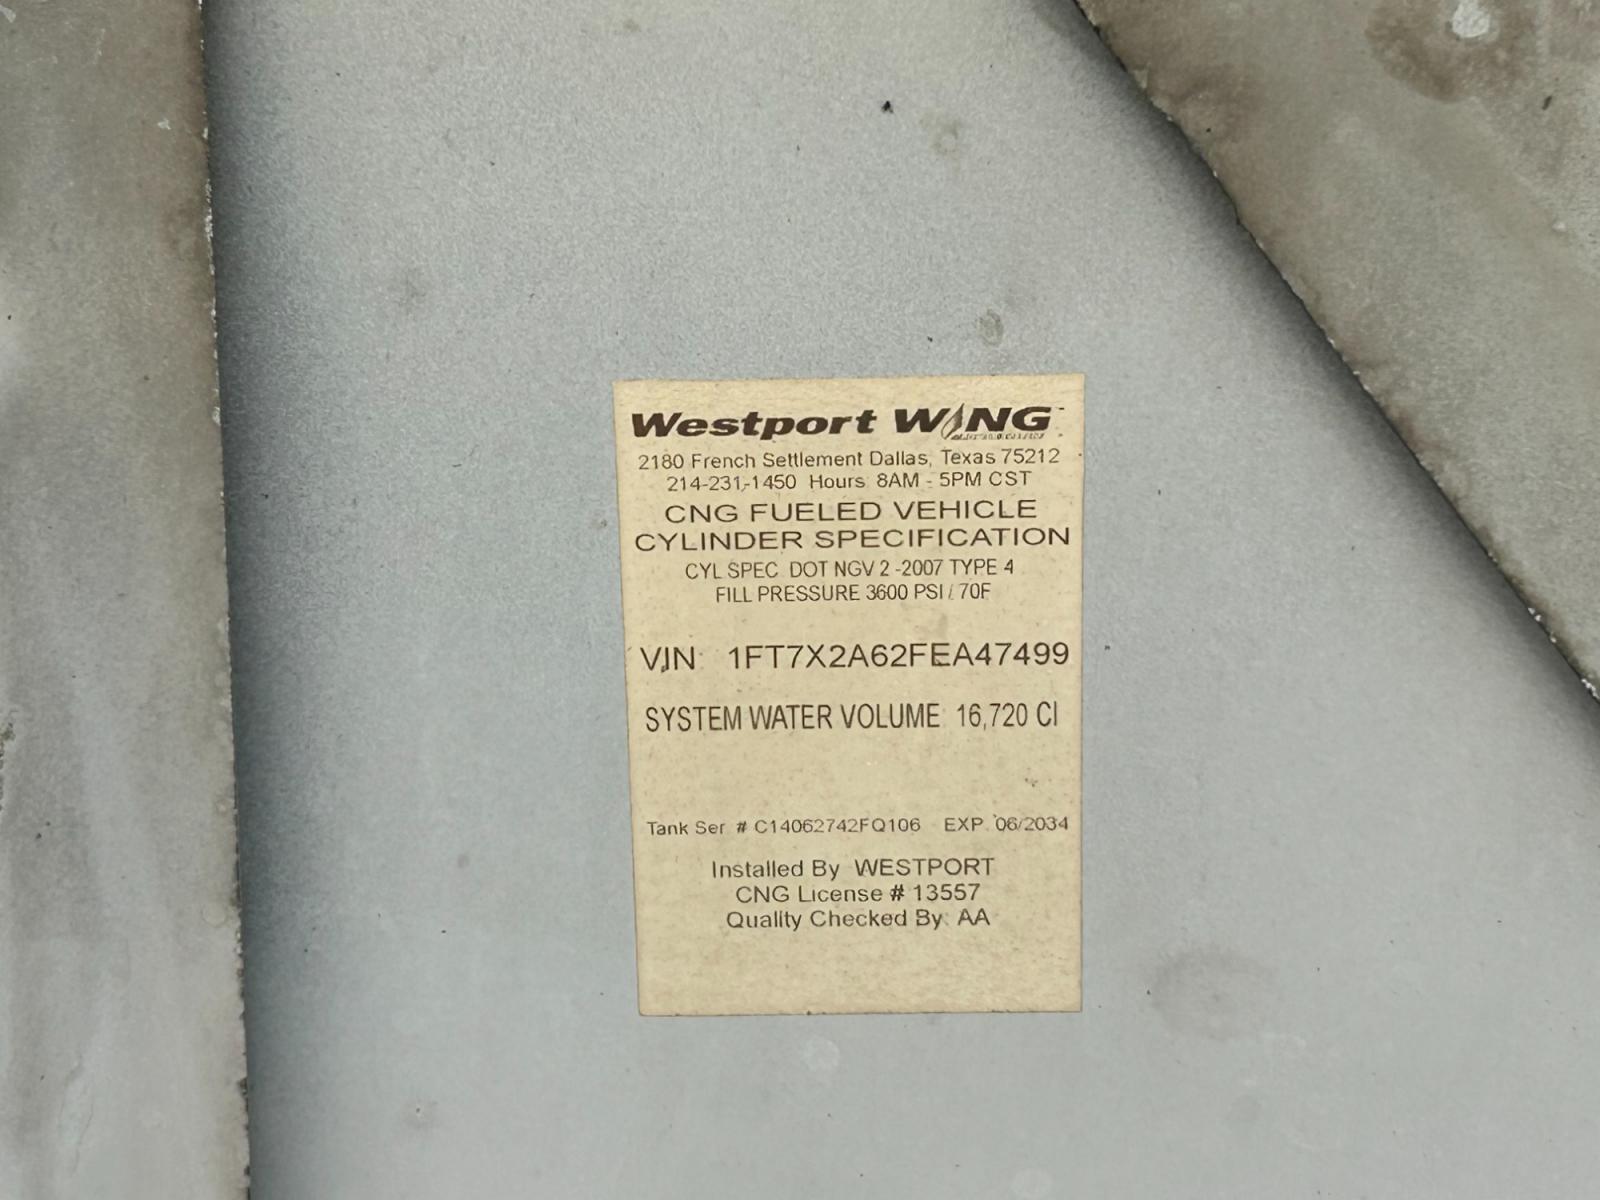 Westport WiNG
2180 French Settlement Dallas, Texas 75212
214-231-1450 Hours: 8AM - 5PM CST
CNG FUELED VEHICLE
CYLINDER SPECIFICATION
CYL SPEC DOT NGV 2 -2007 TYPE 4
FILL PRESSURE 3600 PSI / 70F
VIN: 1FT7X2A62FEA47499
SYSTEM WATER VOLUME 16,720 CI
Tank Ser # C14062742FQ106 EXP. 06/2034
Installed By WESTPORT
CNG License # 13557
Quality Checked By: AA